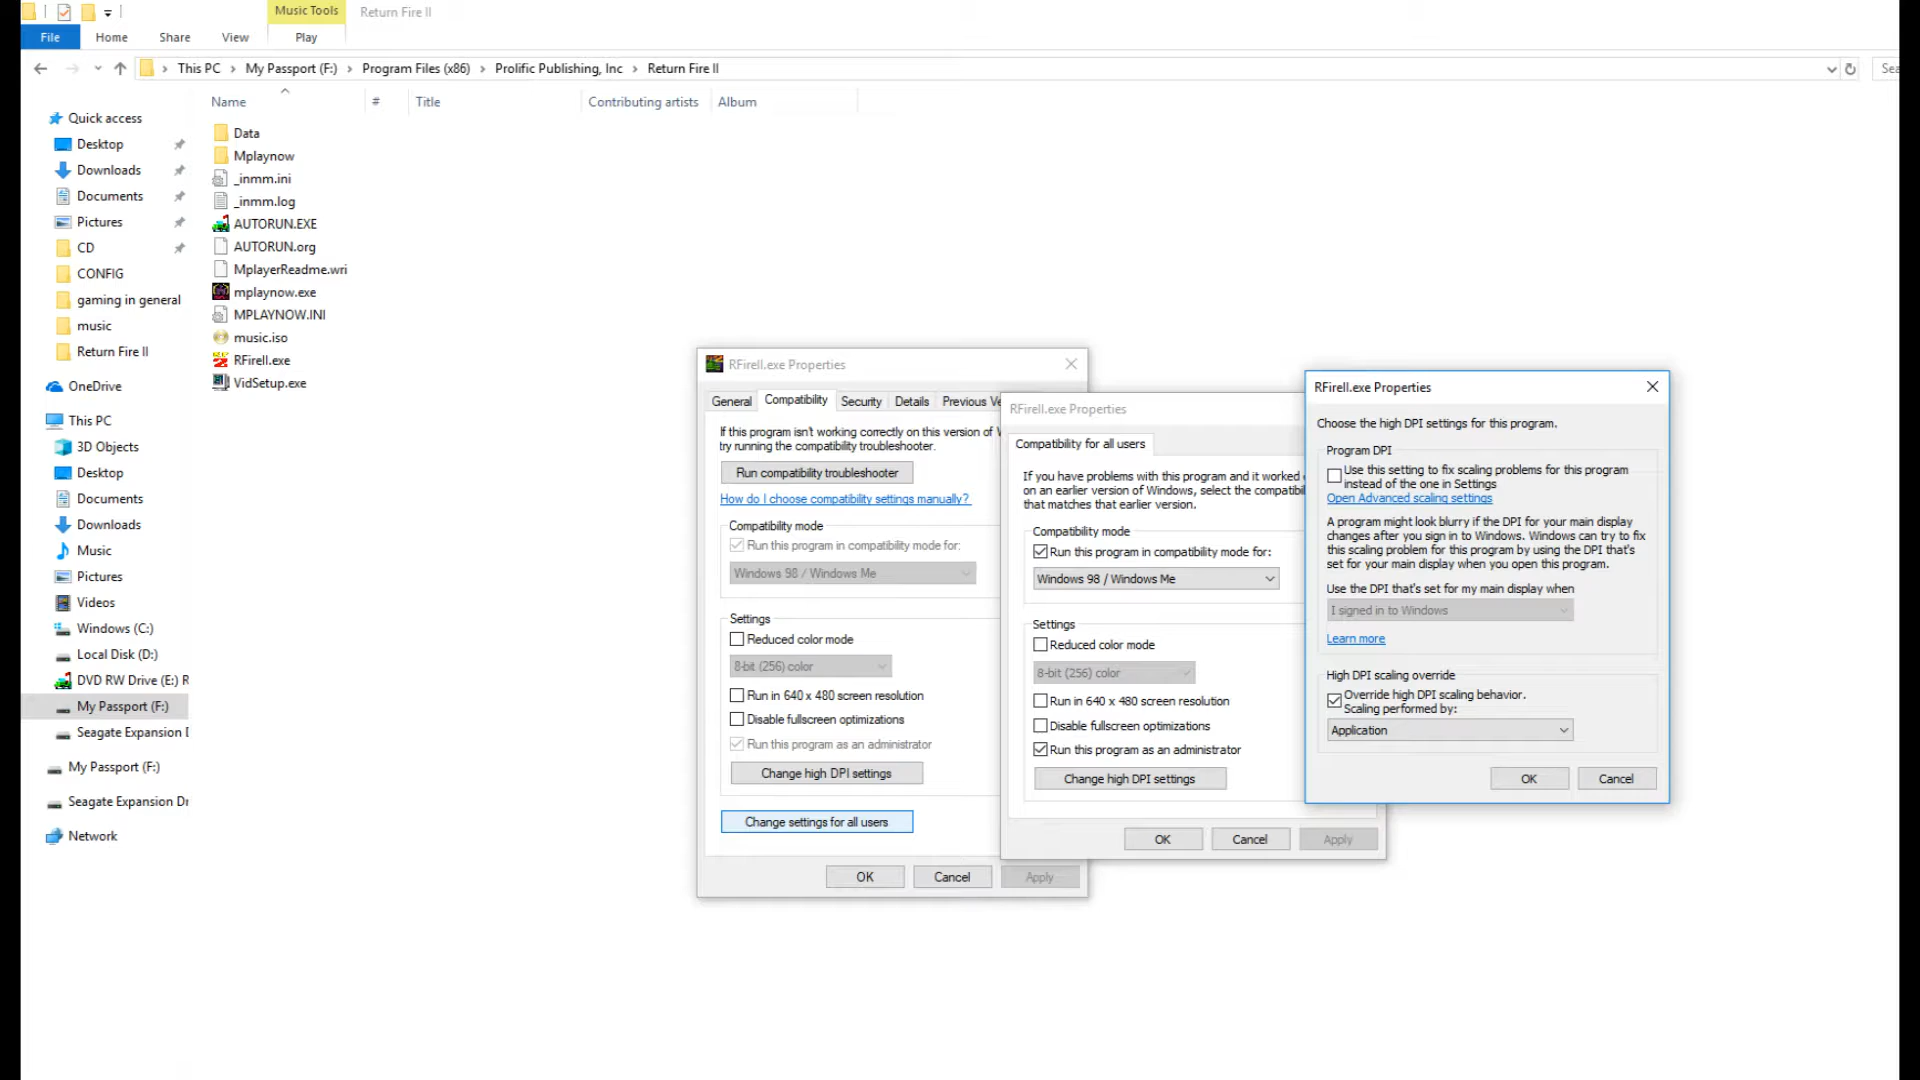 Music Tools
Return Fire II
File
Home
Share
View
Play
This PC
My Passport (F:)
Program Files (x86)
Prolific Publishing, Inc
Return Fire II
Name
#
Title
Contributing artists
Album
Quick access
Desktop
Downloads
Documents
Pictures
CD
CONFIG
gaming in general
music
Return Fire II
OneDrive
This PC
3D Objects
Desktop
Documents
Downloads
Music
Pictures
Videos
Windows (C:)
Local Disk (D:)
DVD RW Drive (E:) R
My Passport (F:)
Seagate Expansion D
My Passport (F:)
Seagate Expansion Dr
Network
Data
Mplaynow
_inmm.ini
_inmm.log
AUTORUN.EXE
AUTORUN.org
MplayerReadme.wri
mplaynow.exe
MPLAYNOW.INI
music.iso
RFireII.exe
VidSetup.exe
RFireII.exe Properties
General
Compatibility
Security
Details
Previous Ve
If this program isn't working correctly on this version of W
try running the compatibility troubleshooter.
Run compatibility troubleshooter
How do I choose compatibility settings manually?
Compatibility mode
Run this program in compatibility mode for:
Windows 98 / Windows Me
Settings
Reduced color mode
8-bit (256) color
Run in 640 x 480 screen resolution
Disable fullscreen optimizations
Run this program as an administrator
Change high DPI settings
Change settings for all users
OK
Cancel
Apply
RFireII.exe Properties
Compatibility for all users
If you have problems with this program and it worked
on an earlier version of Windows, select the compatibi
that matches that earlier version.
Compatibility mode
Run this program in compatibility mode for:
Windows 98 / Windows Me
Settings
Reduced color mode
8-bit (256) color
Run in 640 x 480 screen resolution
Disable fullscreen optimizations
Run this program as an administrator
Change high DPI settings
OK
Cancel
Apply
RFireII.exe Properties
Choose the high DPI settings for this program.
Program DPI
Use this setting to fix scaling problems for this program
instead of the one in Settings
Open Advanced scaling settings
A program might look blurry if the DPI for your main display
changes after you sign in to Windows. Windows can try to fix
this scaling problem for this program by using the DPI that's
set for your main display when you open this program.
Use the DPI that's set for my main display when
I signed in to Windows
Learn more
High DPI scaling override
Override high DPI scaling behavior.
Scaling performed by:
Application
OK
Cancel
Sea